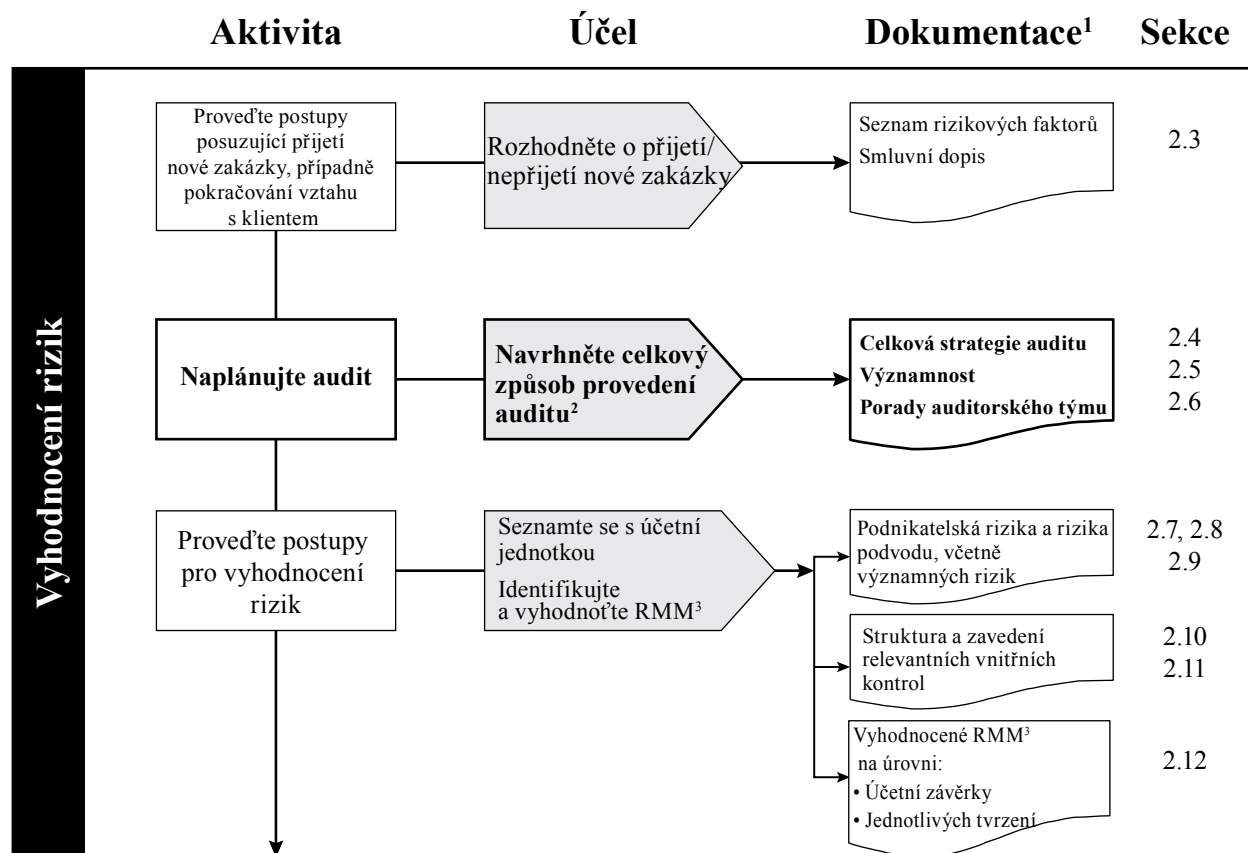 Aktivita Účel Dokumentace¹ Sekce
Vyhodnocení rizik
Proveďte postupy
posuzující přijetí
nové zakázky, případně
pokračování vztahu
s klientem
Rozhodněte o přijetí/
nepřijetí nové zakázky
Seznam rizikových faktorů
Smluvní dopis
2.3
Naplánujte audit
Navrhněte celkový
způsob provedení
auditu²
Celková strategie auditu
Významnost
Porady auditorského týmu
2.4
2.5
2.6
Proveďte postupy
pro vyhodnocení
rizik
Seznamte se s účetní
jednotkou
Identifikujte
a vyhodnoťte RMM³
Podnikatelská rizika a rizika
podvodu, včetně
významných rizik
2.7, 2.8
2.9
Struktura a zavedení
relevantních vnitřních
kontrol
2.10
2.11
Vyhodnocené RMM³
na úrovni:
• Účetní závěrky
• Jednotlivých tvrzení
2.12